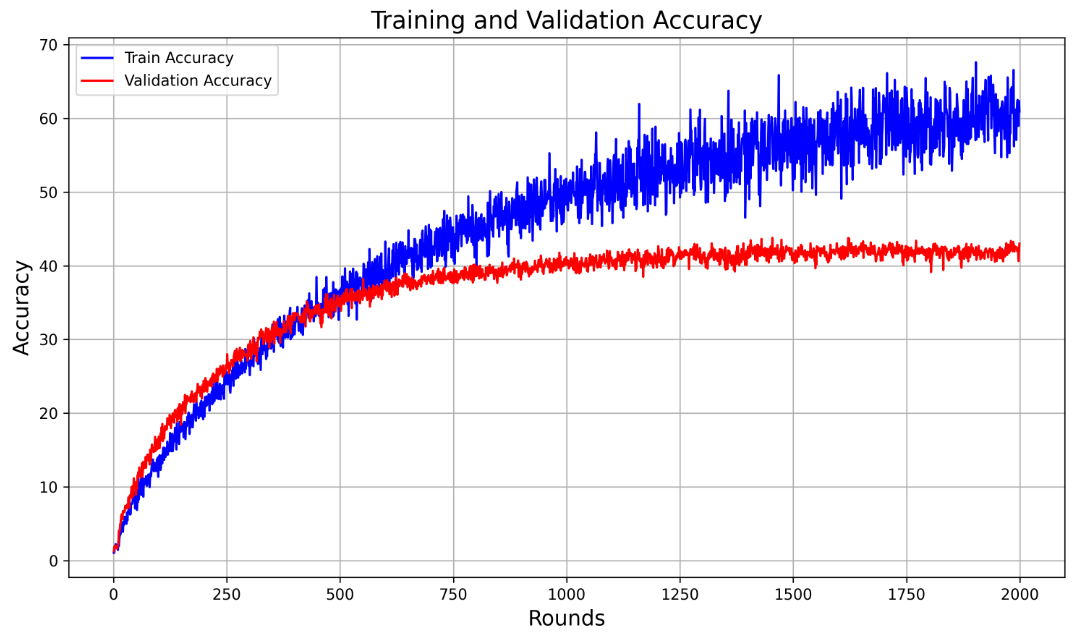 Training and Validation Accuracy
Train Accuracy
Validation Accuracy
Accuracy
70
60
50
40
30
20
10
0
0 250 500 750 1000 1250 1500 1750 2000
Rounds